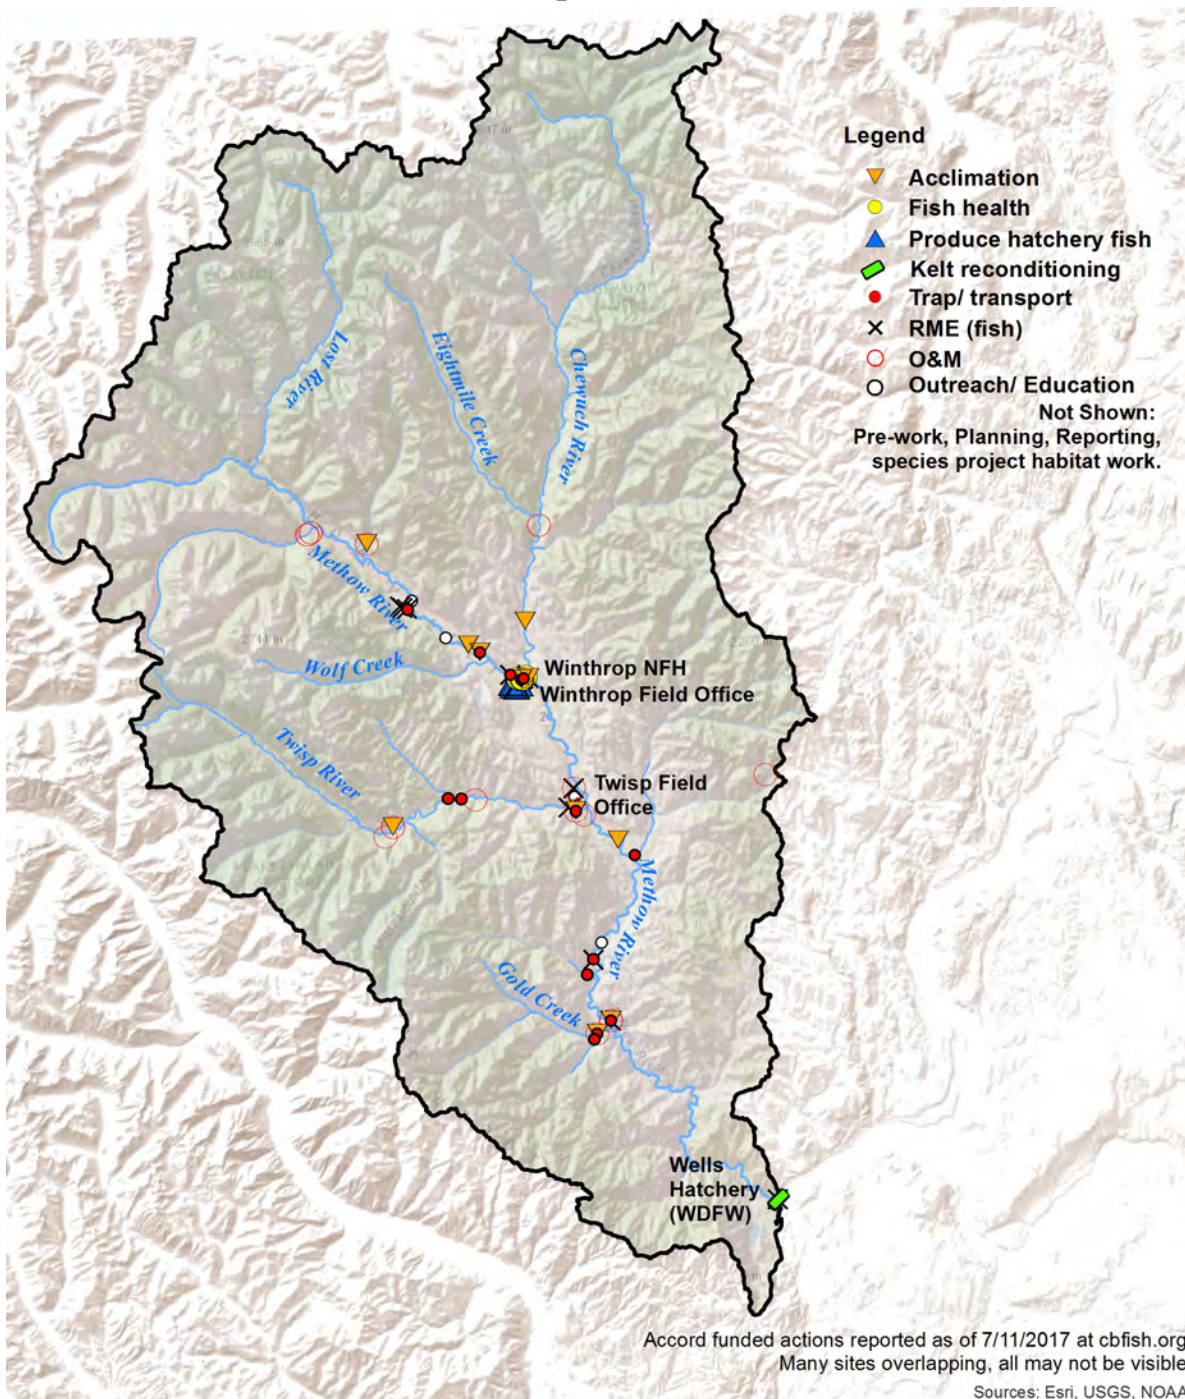 Legend
Acclimation
Fish health
Produce hatchery fish
Kelt reconditioning
Trap/ transport
RME (fish)
O&M
Outreach/ Education
Not Shown:
Pre-work, Planning, Reporting,
species project habitat work.
Lost River
Eightmile Creek
Chewuch River
Methow River
Wolf Creek
Winthrop NFH
Winthrop Field Office
Twisp River
Twisp Field
Office
Methow River
Gold Creek
Wells
Hatchery
(WDFW)
Accord funded actions reported as of 7/11/2017 at cbfish.org
Many sites overlapping, all may not be visible
Sources: Esri, USGS, NOAA